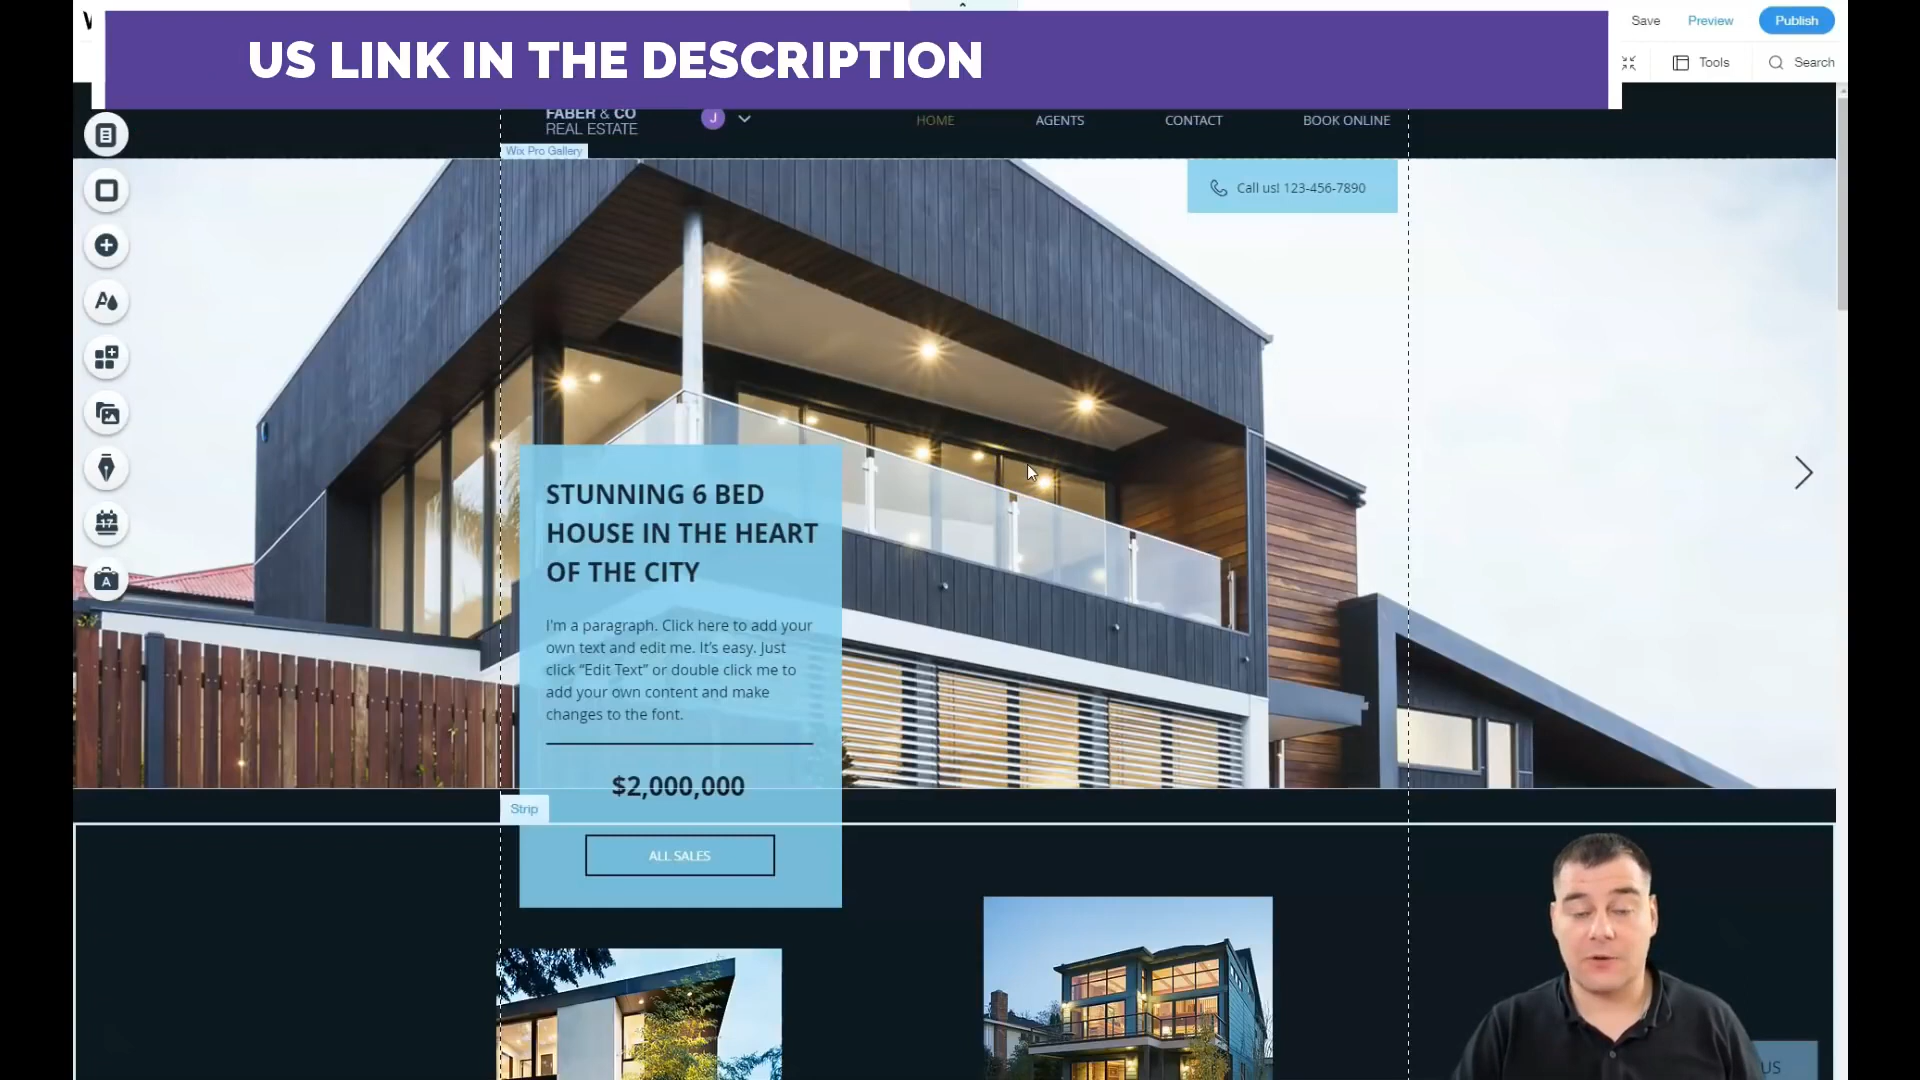 US LINK IN THE DESCRIPTION
Save
Preview
Publish
Tools
Search
FABER & CO
REAL ESTATE
J
HOME
AGENTS
CONTACT
BOOK ONLINE
Wix Pro Gallery
Call us! 123-456-7890
17
A
STUNNING 6 BED
HOUSE IN THE HEART
OF THE CITY
I'm a paragraph. Click here to add your
own text and edit me. It's easy. Just
click “Edit Text” or double click me to
add your own content and make
changes to the font.
$2,000,000
Strip
ALL SALES
US